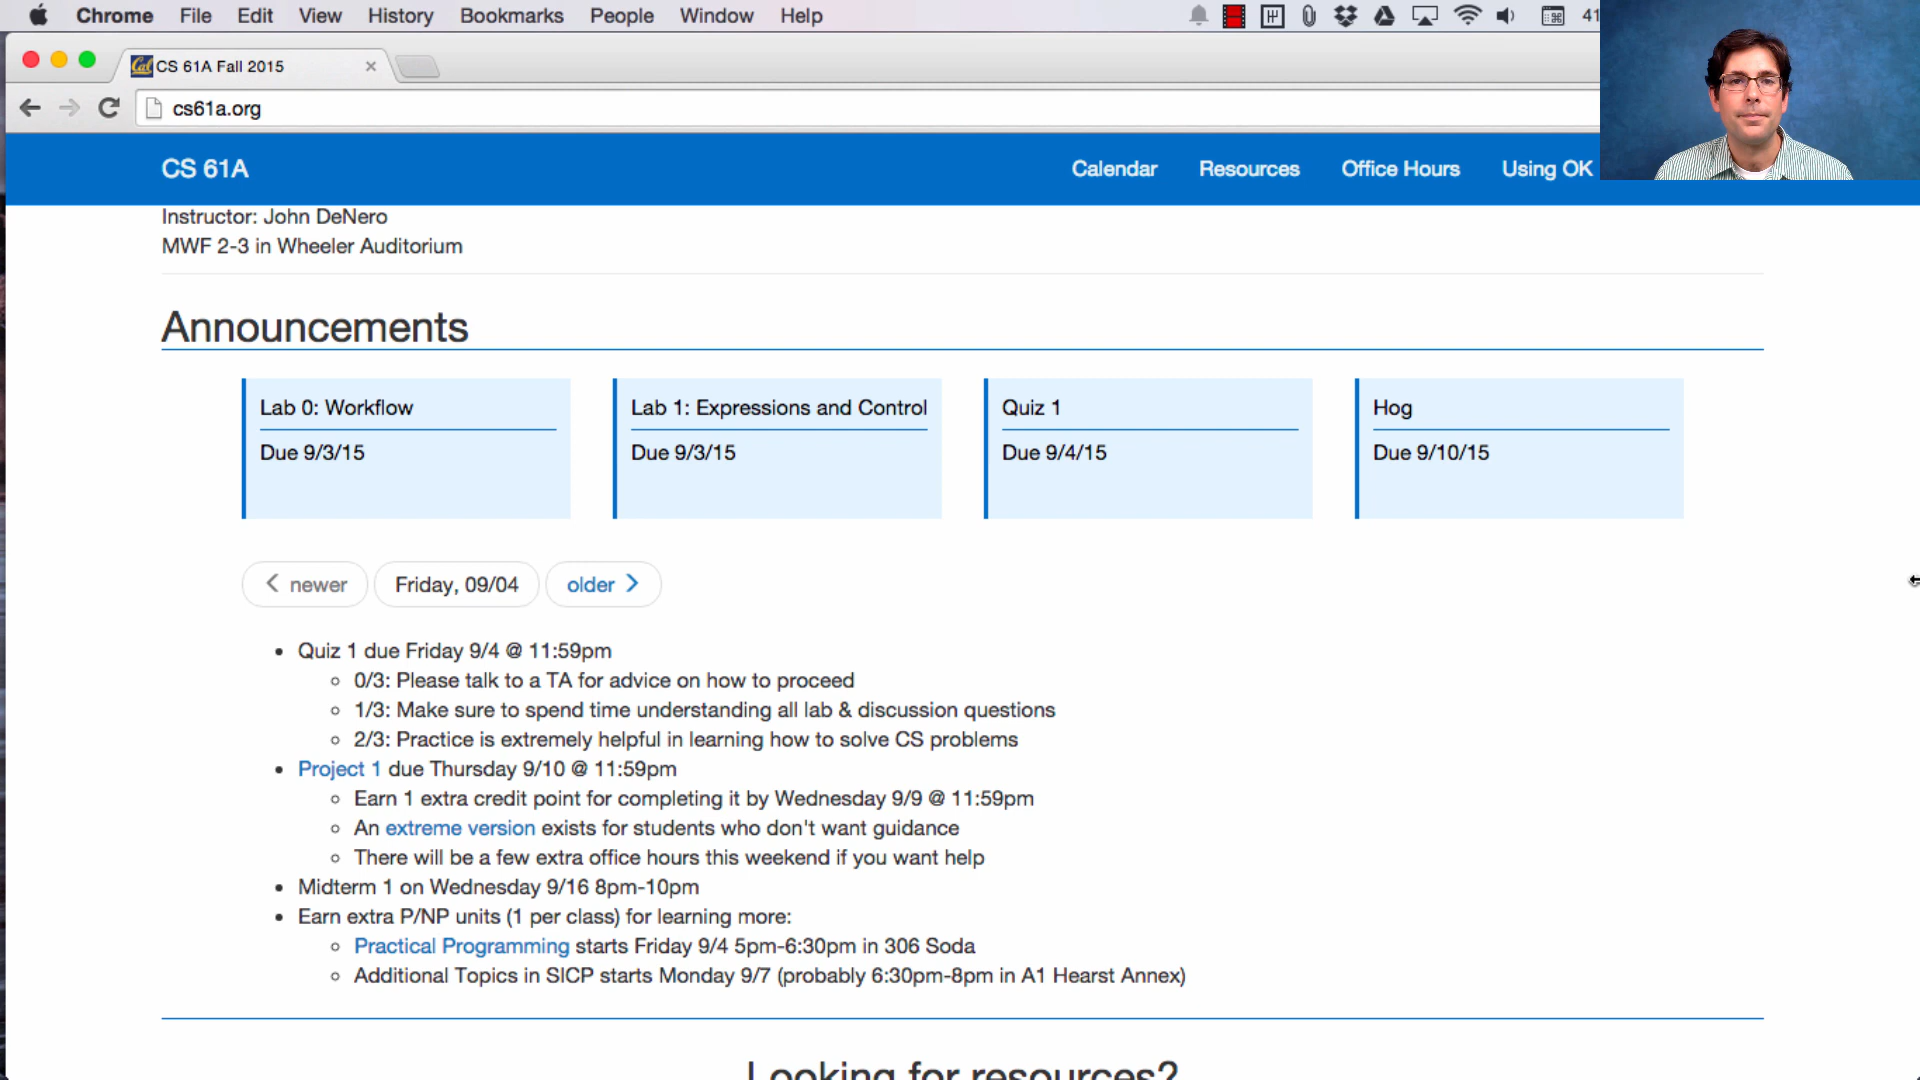 Chrome File Edit View History Bookmarks People Window Help
Cal CS 61A Fall 2015
cs61a.org
CS 61A Calendar Resources Office Hours Using OK
Instructor: John DeNero
MWF 2-3 in Wheeler Auditorium
Announcements
Lab 0: Workflow
Due 9/3/15
Lab 1: Expressions and Control
Due 9/3/15
Quiz 1
Due 9/4/15
Hog
Due 9/10/15
newer Friday, 09/04 older
Quiz 1 due Friday 9/4 @ 11:59pm
0/3: Please talk to a TA for advice on how to proceed
1/3: Make sure to spend time understanding all lab & discussion questions
2/3: Practice is extremely helpful in learning how to solve CS problems
Project 1 due Thursday 9/10 @ 11:59pm
Earn 1 extra credit point for completing it by Wednesday 9/9 @ 11:59pm
An extreme version exists for students who don't want guidance
There will be a few extra office hours this weekend if you want help
Midterm 1 on Wednesday 9/16 8pm-10pm
Earn extra P/NP units (1 per class) for learning more:
Practical Programming starts Friday 9/4 5pm-6:30pm in 306 Soda
Additional Topics in SICP starts Monday 9/7 (probably 6:30pm-8pm in A1 Hearst Annex)
Looking for resources?